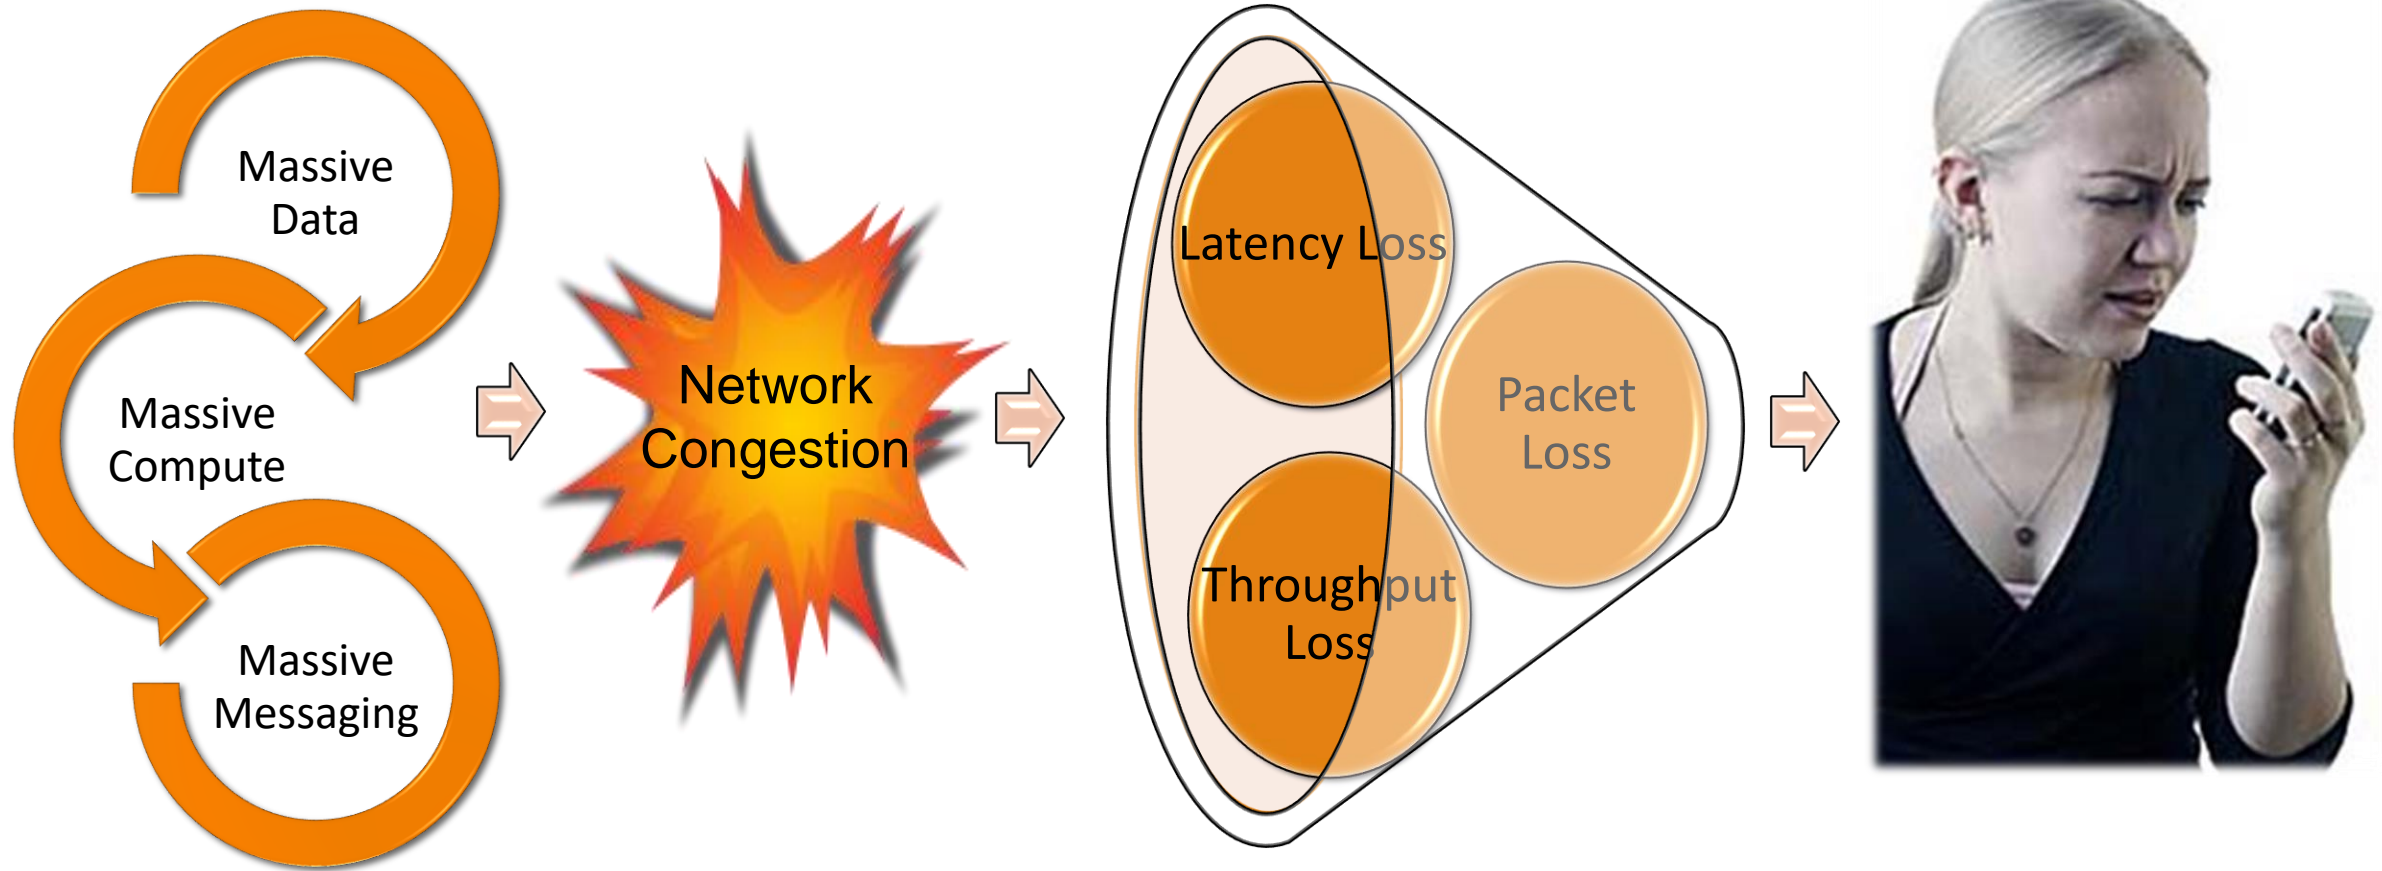 Massive
Data
Massive
Compute
Massive
Messaging
Network
Congestion
Latency Loss
Throughput
Loss
Packet
Loss